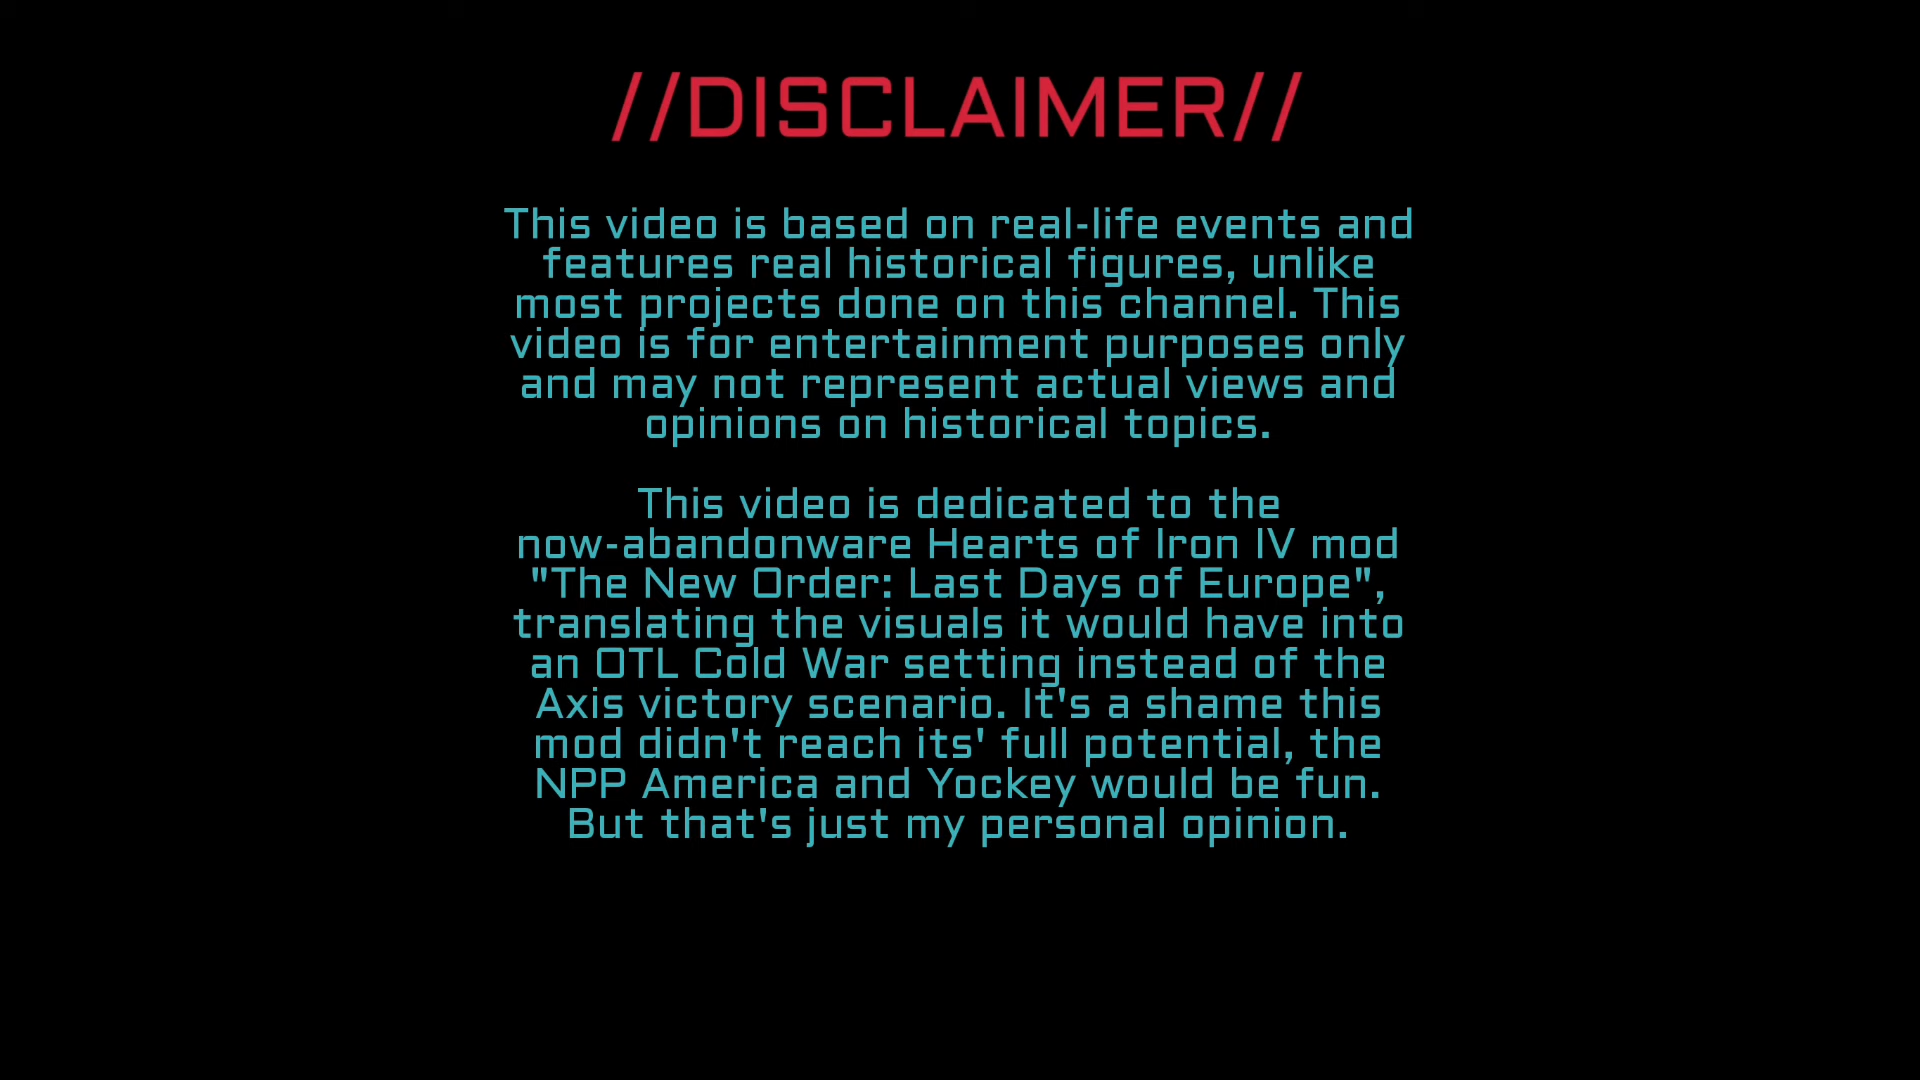 //DISCLAIMER//
This video is based on real-life events and
features real historical figures, unlike
most projects done on this channel. This
video is for entertainment purposes only
and may not represent actual views and
opinions on historical topics.
This video is dedicated to the
now-abandonware Hearts of Iron IV mod
"The New Order: Last Days of Europe",
translating the visuals it would have into
an OTL Cold War setting instead of the
Axis victory scenario. It's a shame this
mod didn't reach its' full potential, the
NPP America and Yockey would be fun.
But that's just my personal opinion.